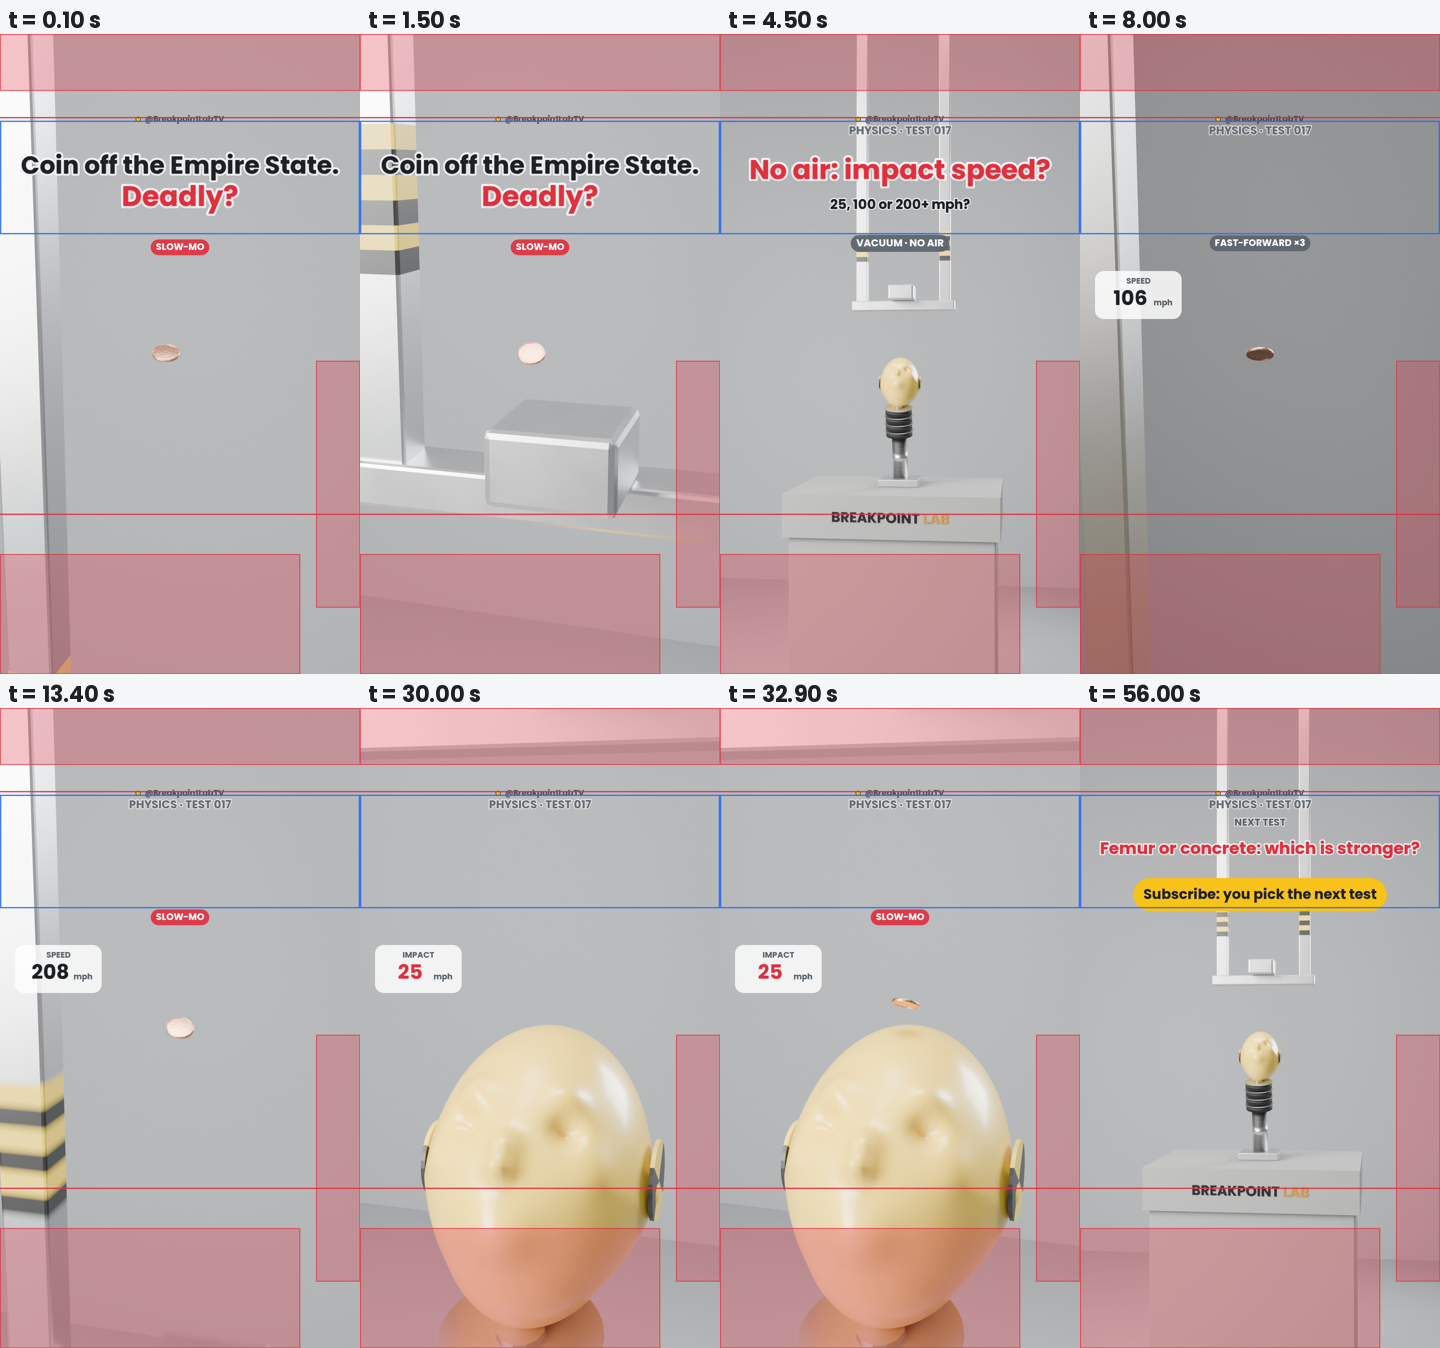 t = 0.10 s
@BreakpointLabTV
Coin off the Empire State.
Deadly?
SLOW-MO
t = 1.50 s
@BreakpointLabTV
Coin off the Empire State.
Deadly?
SLOW-MO
t = 4.50 s
@BreakpointLabTV
PHYSICS · TEST 017
No air: impact speed?
25, 100 or 200+ mph?
VACUUM · NO AIR
BREAKPOINT LAB
t = 8.00 s
@BreakpointLabTV
PHYSICS · TEST 017
FAST-FORWARD ×3
SPEED
106 mph
t = 13.40 s
@BreakpointLabTV
PHYSICS · TEST 017
SLOW-MO
SPEED
208 mph
t = 30.00 s
@BreakpointLabTV
PHYSICS · TEST 017
IMPACT
25 mph
t = 32.90 s
@BreakpointLabTV
PHYSICS · TEST 017
SLOW-MO
IMPACT
25 mph
t = 56.00 s
@BreakpointLabTV
PHYSICS · TEST 017
NEXT TEST
Femur or concrete: which is stronger?
Subscribe: you pick the next test
BREAKPOINT LAB